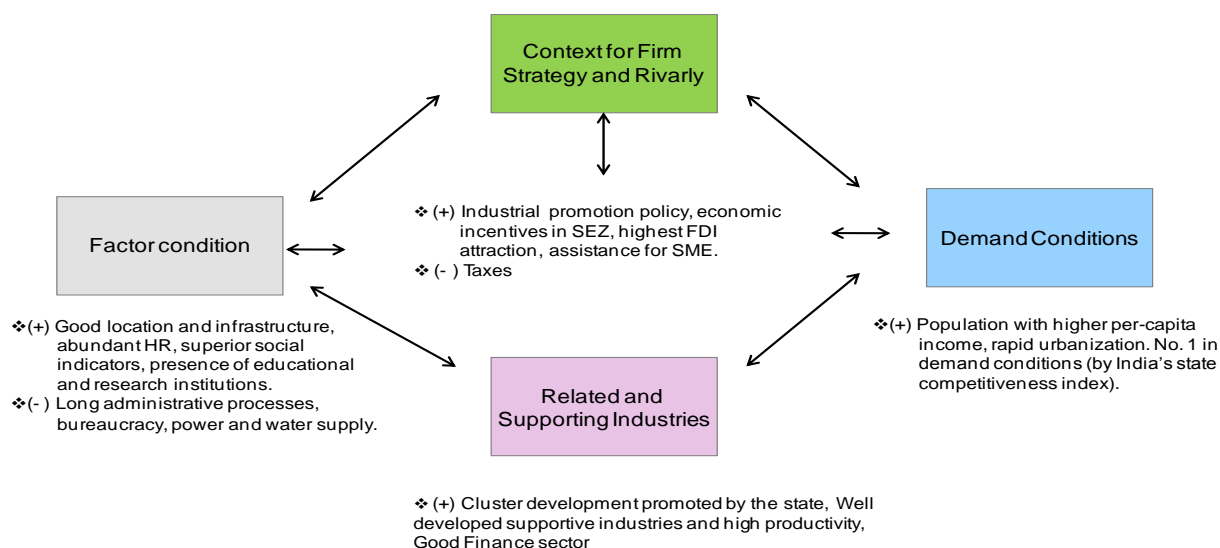 Context for Firm
Strategy and Rivarly
❖ (+) Industrial promotion policy, economic
incentives in SEZ, highest FDI
attraction, assistance for SME.
❖ (- ) Taxes
Factor condition
Demand Conditions
❖(+) Good location and infrastructure,
abundant HR, superior social
indicators, presence of educational
and research institutions.
❖(- ) Long administrative processes,
bureaucracy, power and water supply.
❖(+) Population with higher per-capita
income, rapid urbanization. No. 1 in
demand conditions (by India's state
competitiveness index).
Related and
Supporting Industries
❖ (+) Cluster development promoted by the state, Well
developed supportive industries and high productivity,
Good Finance sector